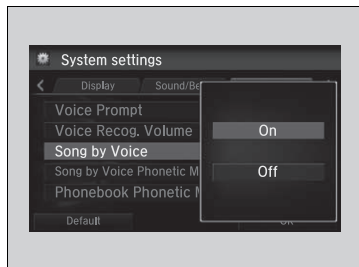 System settings
Display Sound/Be
Voice Prompt
Voice Recog. Volume
Song by Voice
Song by Voice Phonetic M
Phonebook Phonetic M
On
Off
Default